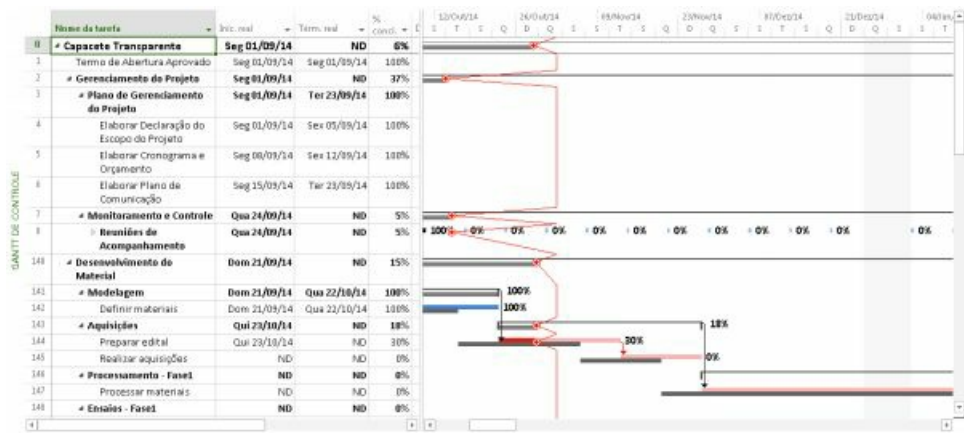 12/Out/14 26/Out/14 09/Nov/14 23/Nov/14 07/Dez/14 21/Dez/14
Nome da tarefa Iníc. real Térm. real % concl. S T S Q D Q S T S Q D Q S T S Q D T
0 Capacete Transparente Seg 01/09/14 ND 6%
1 Termo de Abertura Aprovado Seg 01/09/14 Seg 01/09/14 100%
2 Gerenciamento do Projeto Seg 01/09/14 ND 37%
3 Plano de Gerenciamento Seg 01/09/14 Ter 23/09/14 100%
do Projeto
4 Elaborar Declaração do Seg 01/09/14 Sex 05/09/14 100%
Escopo do Projeto
5 Elaborar Cronograma e Seg 08/09/14 Sex 12/09/14 100%
Orçamento
6 Elaborar Plano de Seg 15/09/14 Ter 23/09/14 100%
Comunicação
7 Monitoramento e Controle Qua 24/09/14 ND 5%
8 Reuniões de Qua 24/09/14 ND 5% 100% 0% 0% 0% 0% 0% 0% 0% 0% 0% 0% 0%
Acompanhamento
140 Desenvolvimento do Dom 21/09/14 ND 15%
Material
141 Modelagem Dom 21/09/14 Qua 22/10/14 100% 100%
142 Definir materiais Dom 21/09/14 Qua 22/10/14 100% 100%
143 Aquisições Qui 23/10/14 ND 18% 18%
144 Preparar edital Qui 23/10/14 ND 30% 30%
145 Realizar aquisições ND ND 0% 0%
146 Processamento - Fase1 ND ND 0%
147 Processar materiais ND ND 0%
148 Ensaios - Fase1 ND ND 0%
GANTT DE CONTROLE